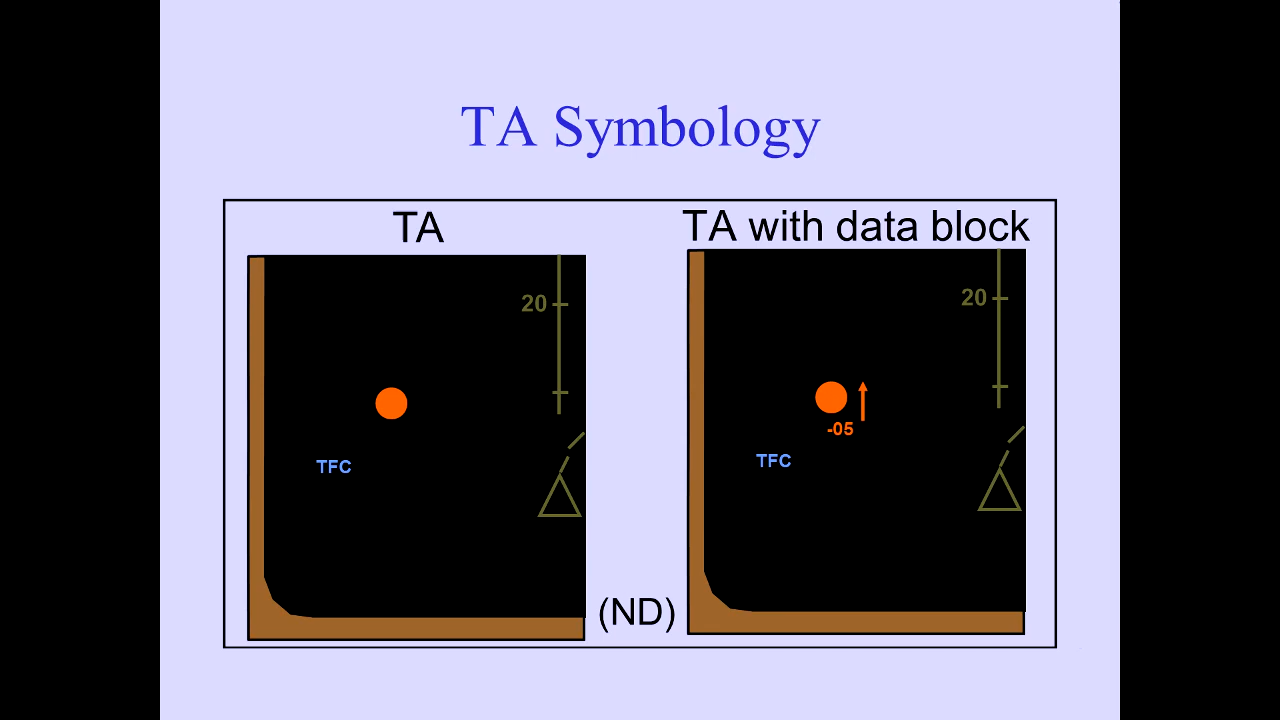 TA Symbology
TA
TA with data block
20
TFC
20
-05
TFC
(ND)